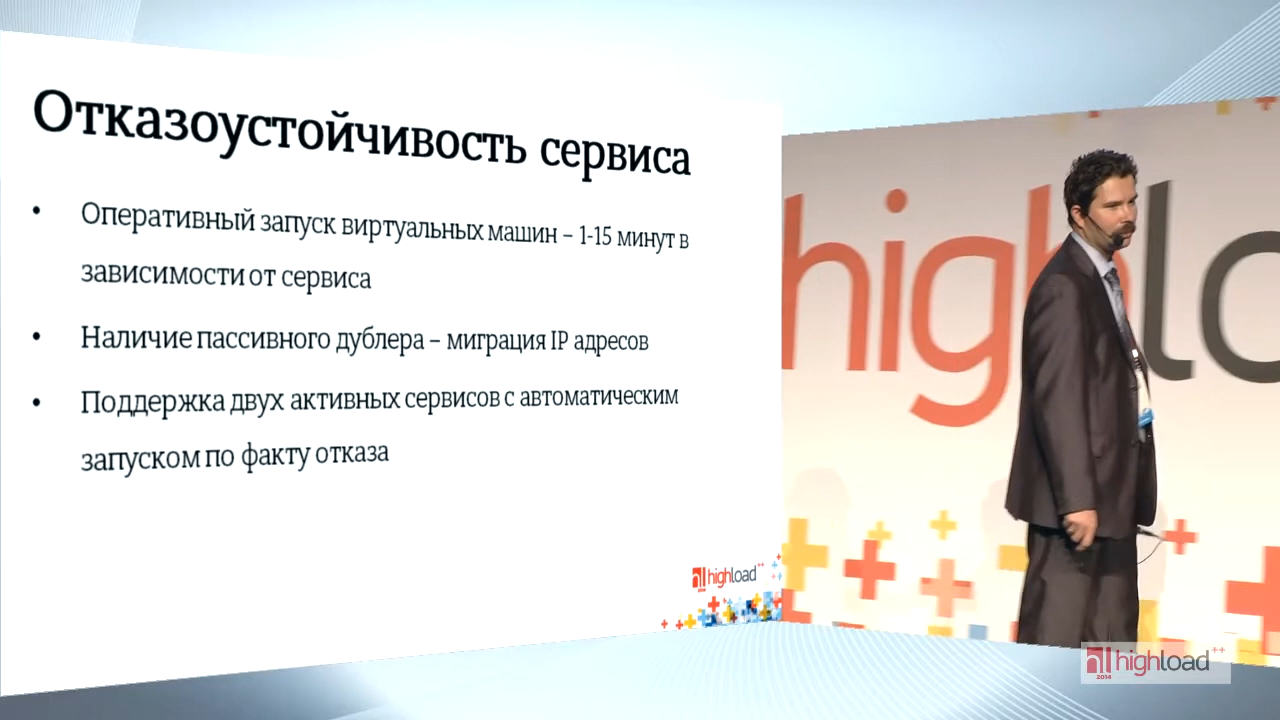 Отказоустойчивость сервиса
• Оперативный запуск виртуальных машин – 1-15 минут в
зависимости от сервиса
• Наличие пассивного дублера – миграция IP адресов
• Поддержка двух активных сервисов с автоматическим
запуском по факту отказа
highload++
highlo
highload++
2014